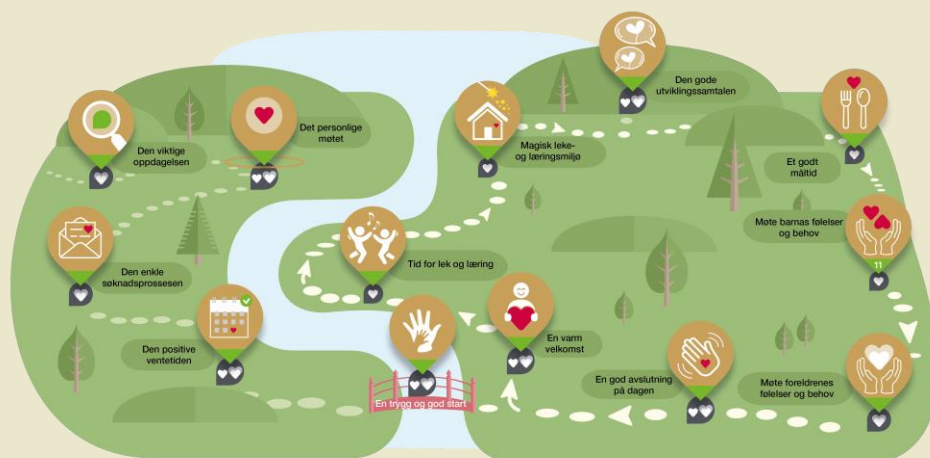 Den viktige
oppdagelsen
Det personlige
møtet
Den enkle
søknadsprossesen
Den positive
ventetiden
En trygg og god start
En varm
velkomst
Tid for lek og læring
Magisk leke-
og læringsmiljø
Den gode
utviklingssamtalen
Et godt
måltid
Møte barnas følelser
og behov
11
Møte foreldrenes
følelser og behov
En god avslutning
på dagen